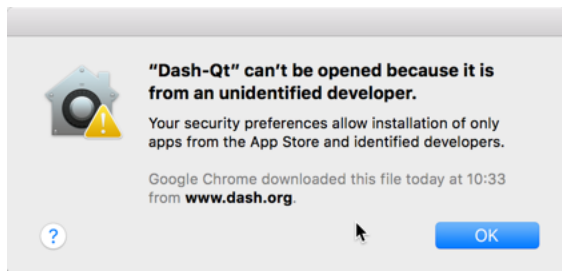 “Dash-Qt” can’t be opened because it is
from an unidentified developer.
Your security preferences allow installation of only
apps from the App Store and identified developers.
Google Chrome downloaded this file today at 10:33
from www.dash.org.
?
OK